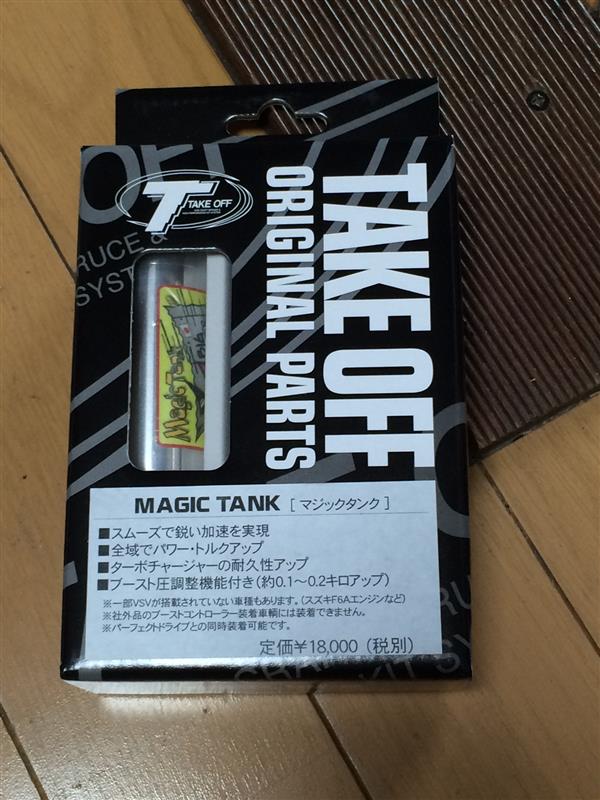 TAKE OFF
TAKE OFF
ORIGINAL PARTS
RUCE &
SYST
Magic Tank
MAGIC TANK [マジックタンク]
■スムーズで鋭い加速を実現
■全域でパワー・トルクアップ
■ターボチャージャーの耐久性アップ
■ブースト圧調整機能付き(約0.1～0.2キロアップ)
※一部VSVが搭載されていない車種もあります。(スズキF6Aエンジンなど)
※社外品のブーストコントローラー装着車輌には装着できません。
※パーフェクトドライブとの同時装着可能です。
定価¥18,000(税別)
KIT SY